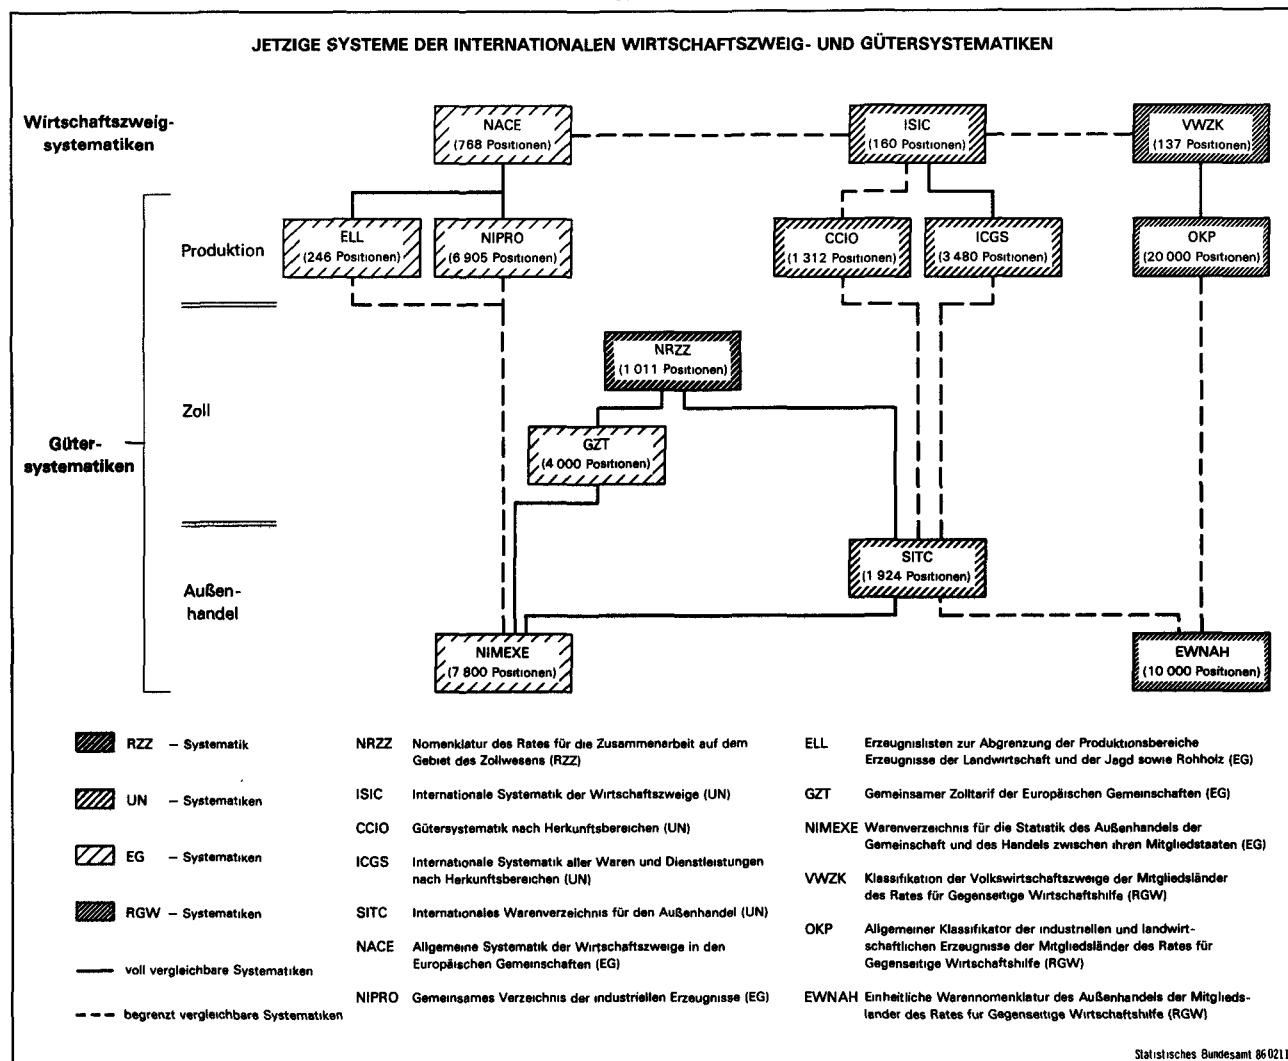 JETZIGE SYSTEME DER INTERNATIONALEN WIRTSCHAFTSZWEIG- UND GÜTERSYSTEMATIKEN
Wirtschaftszweig-
systematiken
NACE
(768 Positionen)
ISIC
(160 Positionen)
VWZK
(137 Positionen)
Produktion
ELL
(246 Positionen)
NIPRO
(6 905 Positionen)
CCIO
(1 312 Positionen)
ICGS
(3 480 Positionen)
OKP
(20 000 Positionen)
NRZZ
(1 011 Positionen)
Zoll
Güter-
systematiken
GZT
(4 000 Positionen)
SITC
(1 924 Positionen)
Außen-
handel
NIMEXE
(7 800 Positionen)
EWNAH
(10 000 Positionen)
RZZ – Systematik
UN – Systematiken
EG – Systematiken
RGW – Systematiken
voll vergleichbare Systematiken
begrenzt vergleichbare Systematiken
NRZZ Nomenklatur des Rates für die Zusammenarbeit auf dem
Gebiet des Zollwesens (RZZ)
ISIC Internationale Systematik der Wirtschaftszweige (UN)
CCIO Gütersystematik nach Herkunftsbereichen (UN)
ICGS Internationale Systematik aller Waren und Dienstleistungen
nach Herkunftsbereichen (UN)
SITC Internationales Warenverzeichnis für den Außenhandel (UN)
NACE Allgemeine Systematik der Wirtschaftszweige in den
Europäischen Gemeinschaften (EG)
NIPRO Gemeinsames Verzeichnis der industriellen Erzeugnisse (EG)
ELL Erzeugnislisten zur Abgrenzung der Produktionsbereiche
Erzeugnisse der Landwirtschaft und der Jagd sowie Rohholz (EG)
GZT Gemeinsamer Zolltarif der Europäischen Gemeinschaften (EG)
NIMEXE Warenverzeichnis für die Statistik des Außenhandels der
Gemeinschaft und des Handels zwischen ihren Mitgliedstaaten (EG)
VWZK Klassifikation der Volkswirtschaftszweige der Mitgliedsländer
des Rates für Gegenseitige Wirtschaftshilfe (RGW)
OKP Allgemeiner Klassifikator der industriellen und landwirt-
schaftlichen Erzeugnisse der Mitgliedländer des Rates für
Gegenseitige Wirtschaftshilfe (RGW)
EWNAH Einheitliche Warennomenklatur des Außenhandels der Mitglieds-
länder des Rates für Gegenseitige Wirtschaftshilfe (RGW)
Statistisches Bundesamt